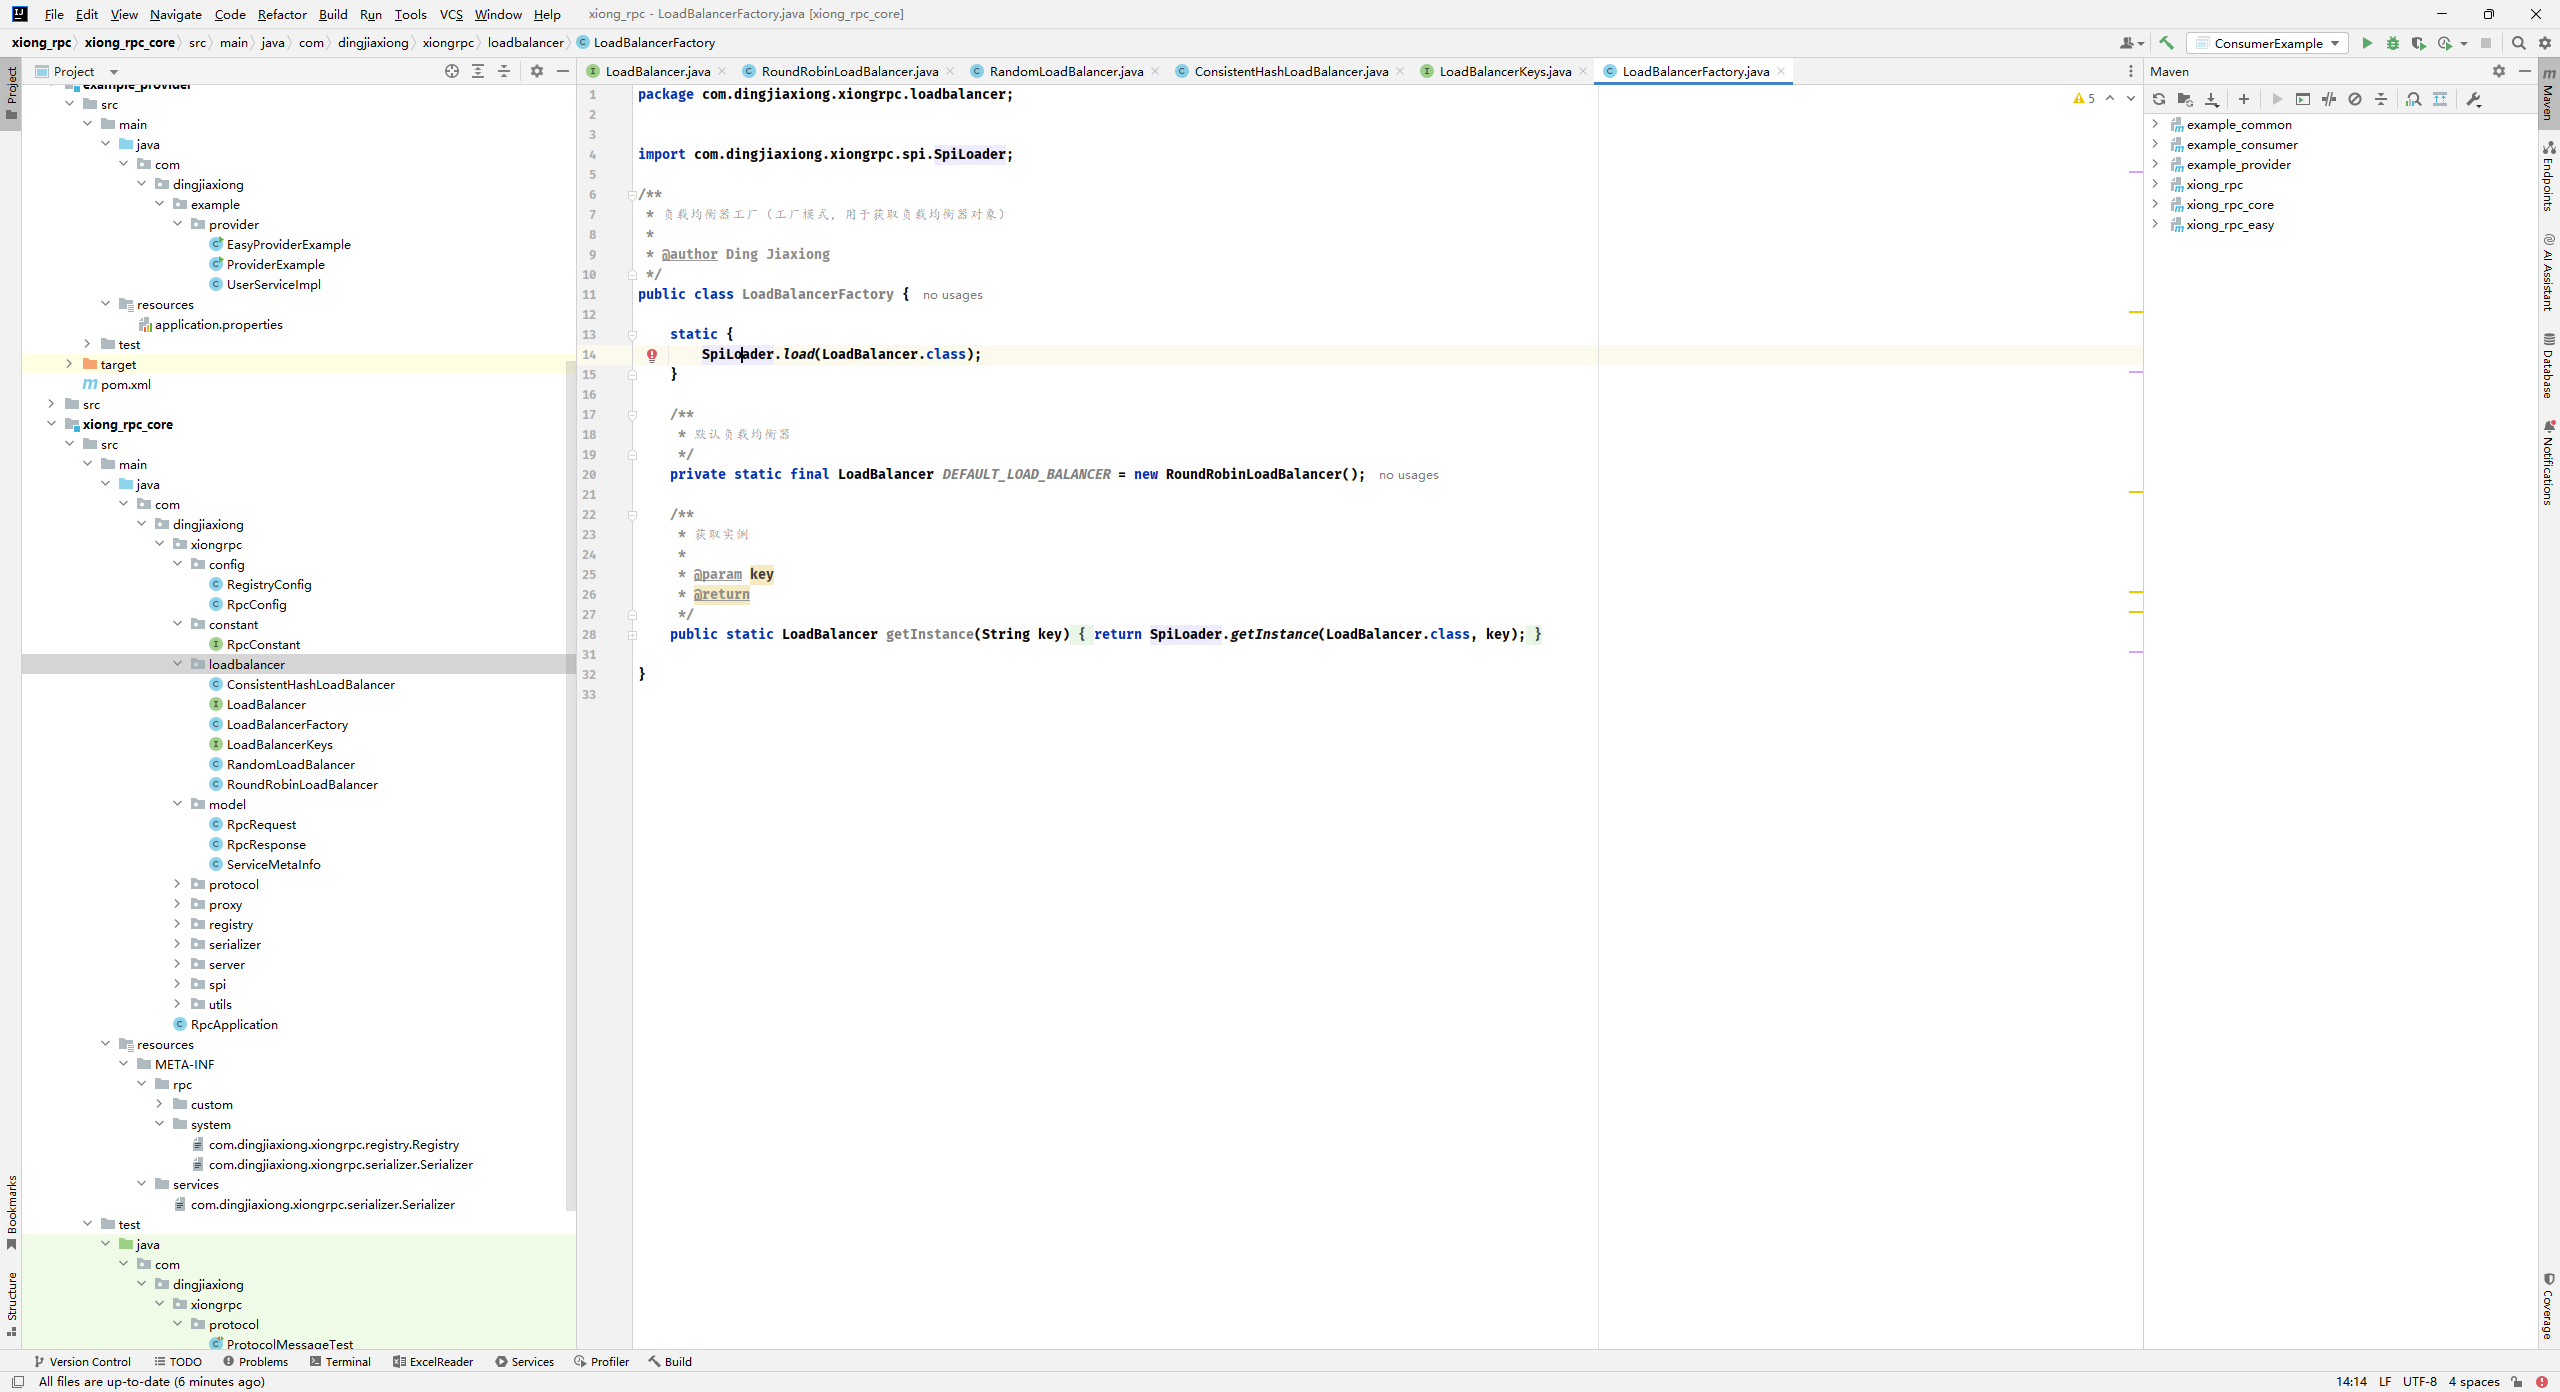 File Edit View Navigate Code Refactor Build Run Tools VCS Window Help xiong_rpc - LoadBalancerFactory.java [xiong_rpc_core]
xiong_rpc xiong_rpc_core src main java com dingjiaxiong xiongrpc loadbalancer LoadBalancerFactory ConsumerExample
Project
LoadBalancer.java RoundRobinLoadBalancer.java RandomLoadBalancer.java ConsistentHashLoadBalancer.java LoadBalancerKeys.java LoadBalancerFactory.java
Maven
Project
example_provider
src
main
java
com
dingjiaxiong
example
provider
EasyProviderExample
ProviderExample
UserServiceImpl
resources
application.properties
test
target
pom.xml
src
xiong_rpc_core
src
main
java
com
dingjiaxiong
xiongrpc
config
RegistryConfig
RpcConfig
constant
RpcConstant
loadbalancer
ConsistentHashLoadBalancer
LoadBalancer
LoadBalancerFactory
LoadBalancerKeys
RandomLoadBalancer
RoundRobinLoadBalancer
model
RpcRequest
RpcResponse
ServiceMetaInfo
protocol
proxy
registry
serializer
server
spi
utils
RpcApplication
resources
META-INF
rpc
custom
system
com.dingjiaxiong.xiongrpc.registry.Registry
com.dingjiaxiong.xiongrpc.serializer.Serializer
services
com.dingjiaxiong.xiongrpc.serializer.Serializer
test
java
com
dingjiaxiong
xiongrpc
protocol
ProtocolMessageTest
Bookmarks
Structure
1 package com.dingjiaxiong.xiongrpc.loadbalancer;
2
3
4 import com.dingjiaxiong.xiongrpc.spi.SpiLoader;
5
6 /**
7 * 负载均衡器工厂（工厂模式，用于获取负载均衡器对象）
8 *
9 * @author Ding Jiaxiong
10 */
11 public class LoadBalancerFactory { no usages
12
13 static {
14 SpiLoader.load(LoadBalancer.class);
15 }
16
17 /**
18 * 默认负载均衡器
19 */
20 private static final LoadBalancer DEFAULT_LOAD_BALANCER = new RoundRobinLoadBalancer(); no usages
21
22 /**
23 * 获取实例
24 *
25 * @param key
26 * @return
27 */
28 public static LoadBalancer getInstance(String key) { return SpiLoader.getInstance(LoadBalancer.class, key); }
31
32 }
33
5
example_common
example_consumer
example_provider
xiong_rpc
xiong_rpc_core
xiong_rpc_easy
Maven
Endpoints
AI Assistant
Database
Notifications
Coverage
Version Control TODO Problems Terminal ExcelReader Services Profiler Build
All files are up-to-date (6 minutes ago) 14:14 LF UTF-8 4 spaces